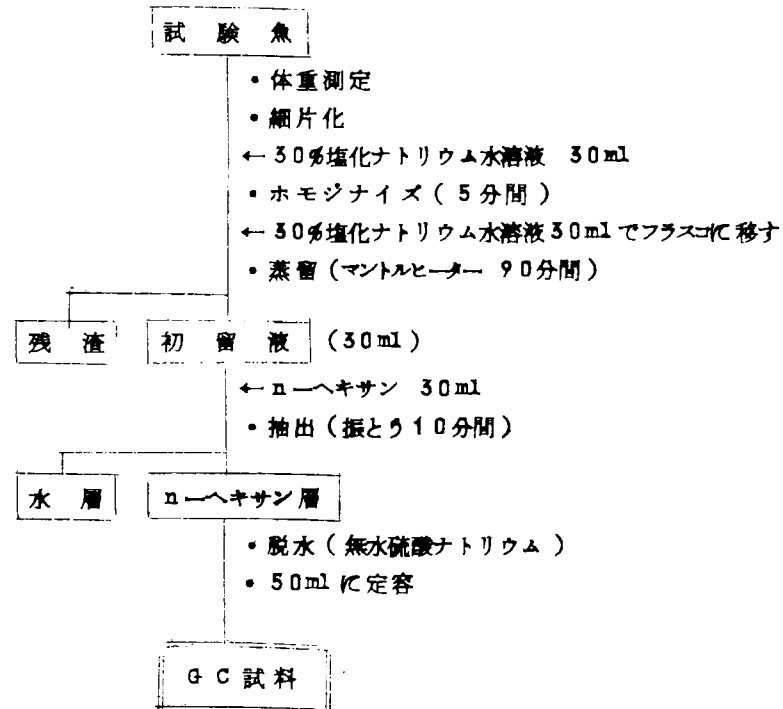 試験魚
・体重測定
・細片化
← 30%塩化ナトリウム水溶液 30ml
・ホモジナイズ(5分間)
← 30%塩化ナトリウム水溶液30mlでフラスコに移す
・蒸留(マントルヒーター 90分間)
残渣 初留液 (30ml)
← n-ヘキサン 30ml
・抽出(振とう10分間)
水層 n-ヘキサン層
・脱水(無水硫酸ナトリウム)
・50mlに定容
GC試料